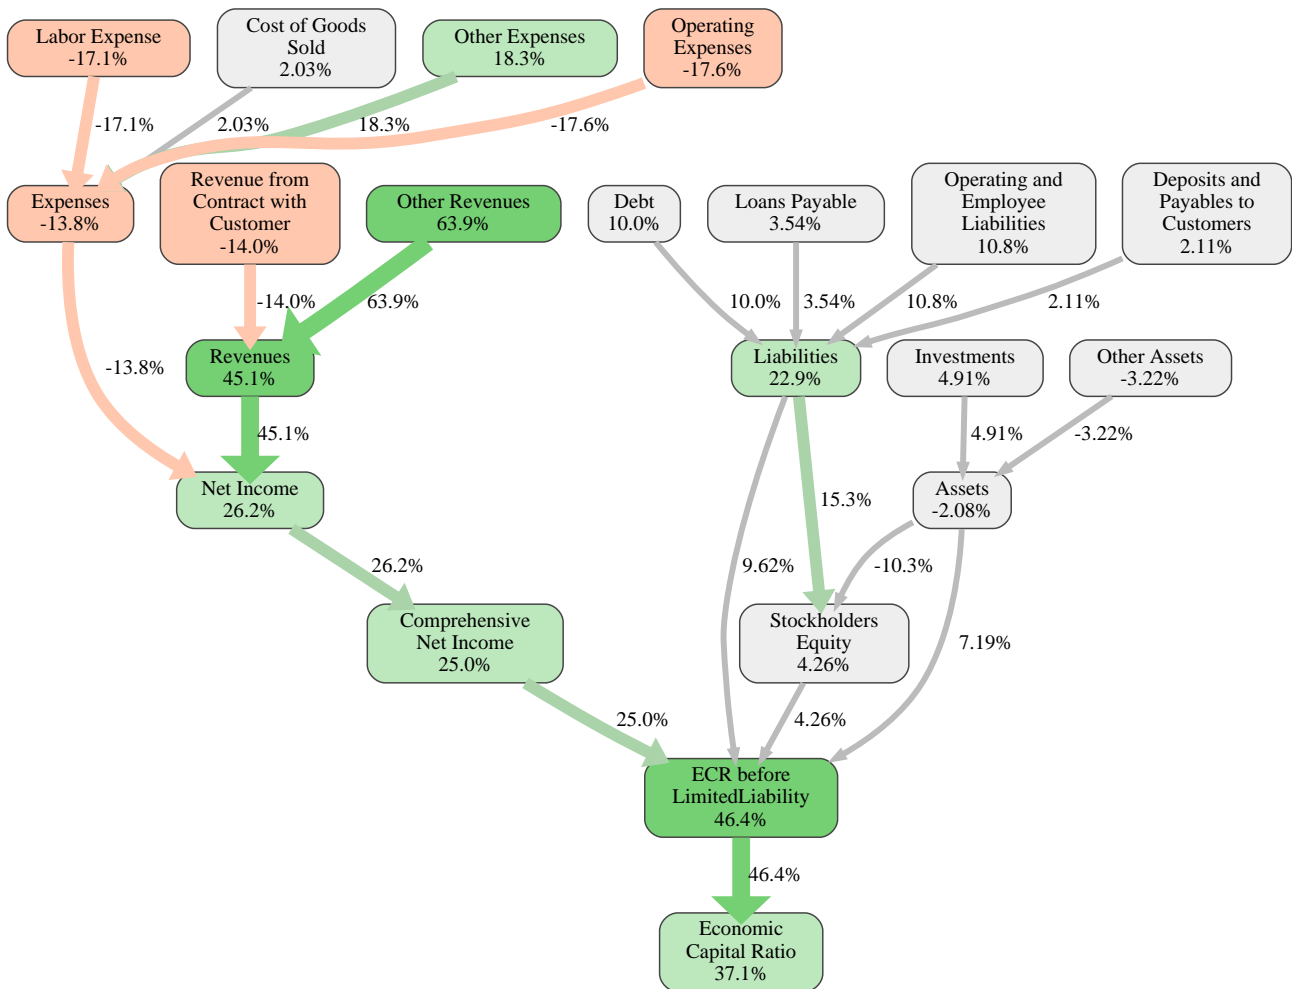 Labor Expense
-17.1%
Cost of Goods
Sold
2.03%
Other Expenses
18.3%
Operating
Expenses
-17.6%
-17.1%
2.03%
18.3%
-17.6%
Expenses
-13.8%
Revenue from
Contract with
Customer
-14.0%
Other Revenues
63.9%
Debt
10.0%
Loans Payable
3.54%
Operating and
Employee
Liabilities
10.8%
Deposits and
Payables to
Customers
2.11%
-14.0%
63.9%
10.0%
3.54%
10.8%
2.11%
-13.8%
Revenues
45.1%
Liabilities
22.9%
Investments
4.91%
Other Assets
-3.22%
45.1%
4.91%
-3.22%
Net Income
26.2%
15.3%
Assets
-2.08%
26.2%
9.62%
-10.3%
Comprehensive
Net Income
25.0%
Stockholders
Equity
4.26%
7.19%
25.0%
4.26%
ECR before
LimitedLiability
46.4%
46.4%
Economic
Capital Ratio
37.1%